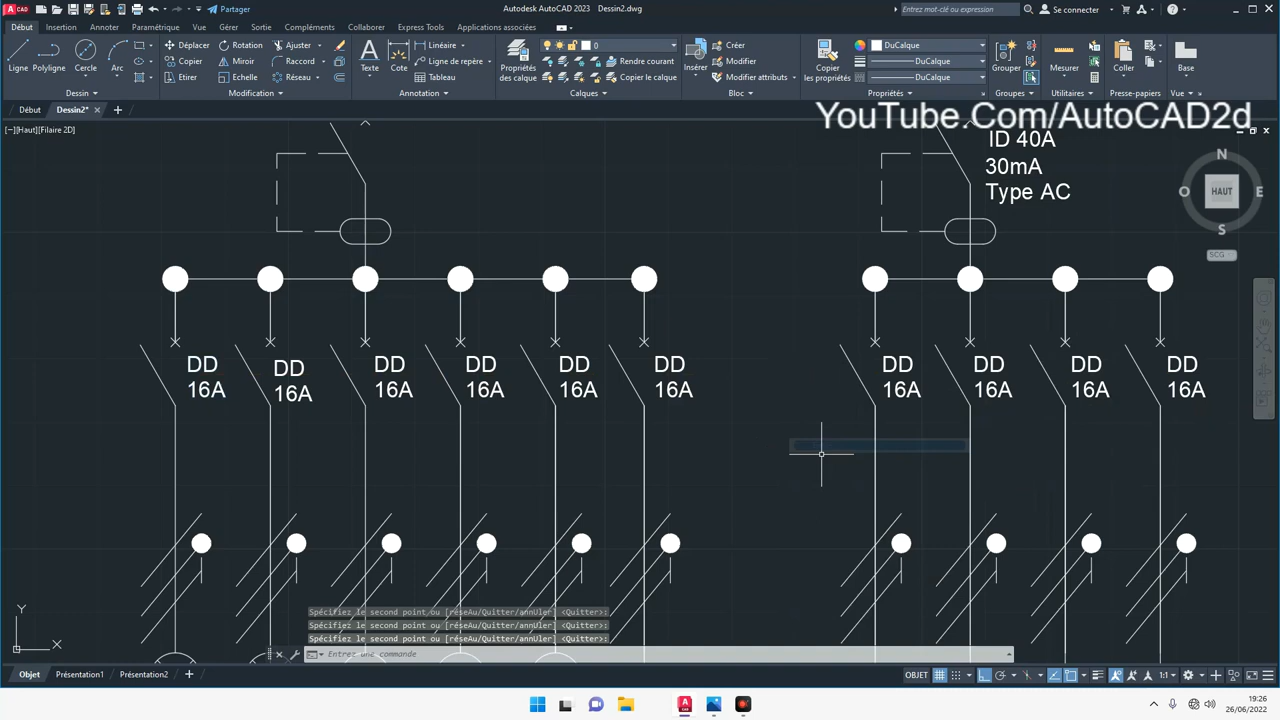 Partager
Autodesk AutoCAD 2023 Dessin2.dwg
Entrez mot-clé ou expression
Se connecter
Début Insertion Annoter Paramétrique Vue Gérer Sortie Compléments Collaborer Express Tools Applications associées
Ligne Polyligne Cercle Arc
Déplacer Rotation Ajuster
Copier Miroir Raccord
Etirer Echelle Réseau
Texte Cote
Linéaire
Ligne de repère
Tableau
Propriétés des calque
0
Rendre courant
Copier le calque
Insérer
Créer
Modifier
Modifier attributs
Copier les propriétés
DuCalque
DuCalque
DuCalque
Grouper
Mesurer
Coller
Base
Dessin Modification Annotation Calques Bloc Propriétés Groupes Utilitaires Presse-papiers Vue
Début Dessin2*
YouTube.Com/AutoCAD2d
[−][Haut][Filaire 2D]
ID 40A
30mA
Type AC
N
O HAUT E
S
SCG
DD DD DD DD DD DD DD DD DD DD
16A 16A 16A 16A 16A 16A 16A 16A 16A 16A
Spécifiez le second point ou [réseAu/Quitter/annUler] <Quitter>:
Spécifiez le second point ou [réseAu/Quitter/annUler] <Quitter>:
Spécifiez le second point ou [réseAu/Quitter/annUler] <Quitter>:
Y
X
Entrez une commande
Objet Présentation1 Présentation2
OBJET
1:1
19:26
26/06/2022